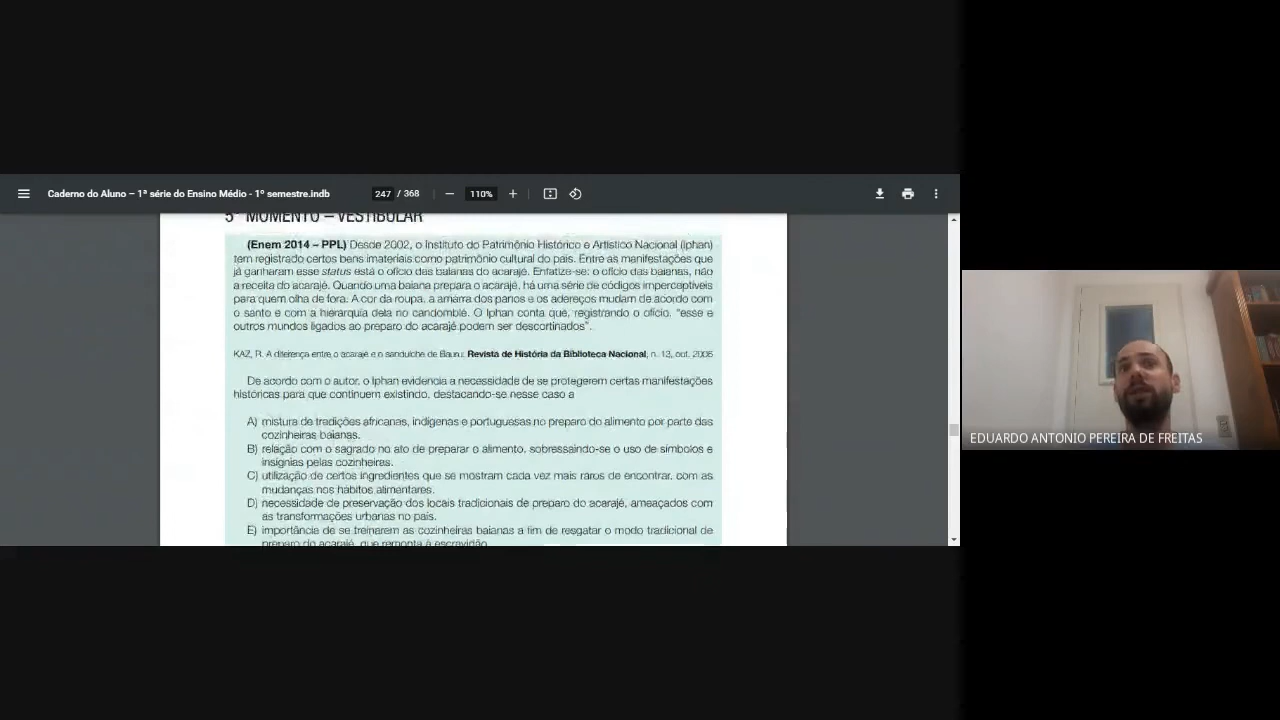 Caderno do Aluno – 1ª série do Ensino Médio - 1º semestre.indb
247 / 368
110%
5º MOMENTO – VESTIBULAR
(Enem 2014 – PPL) Desde 2002, o Instituto do Patrimônio Histórico e Artístico Nacional (Iphan)
tem registrado certos bens imateriais como patrimônio cultural do país. Entre as manifestações que
já ganharam esse status está o ofício das baianas do acarajé. Enfatize-se: o ofício das baianas, não
a receita do acarajé. Quando uma baiana prepara o acarajé, há uma série de códigos imperceptíveis
para quem olha de fora. A cor da roupa, a amarra dos panos e os adereços mudam de acordo com
o santo e com a hierarquia dela no candomblé. O Iphan conta que, registrando o ofício, "esse e
outros mundos ligados ao preparo do acarajé podem ser descortinados".
KAZ, R. A diferença entre o acarajé e o sanduíche de Bauru. Revista de História da Biblioteca Nacional, n. 13, out. 2006
De acordo com o autor, o Iphan evidencia a necessidade de se protegerem certas manifestações
históricas para que continuem existindo, destacando-se nesse caso a
A) mistura de tradições africanas, indígenas e portuguesas no preparo do alimento por parte das
cozinheiras baianas.
B) relação com o sagrado no ato de preparar o alimento, sobressaindo-se o uso de símbolos e
insígnias pelas cozinheiras.
C) utilização de certos ingredientes que se mostram cada vez mais raros de encontrar, com as
mudanças nos hábitos alimentares.
D) necessidade de preservação dos locais tradicionais de preparo do acarajé, ameaçados com
as transformações urbanas no país.
E) importância de se treinarem as cozinheiras baianas a fim de resgatar o modo tradicional de
preparo do acarajé, que remonta à escravidão.
EDUARDO ANTONIO PEREIRA DE FREITAS